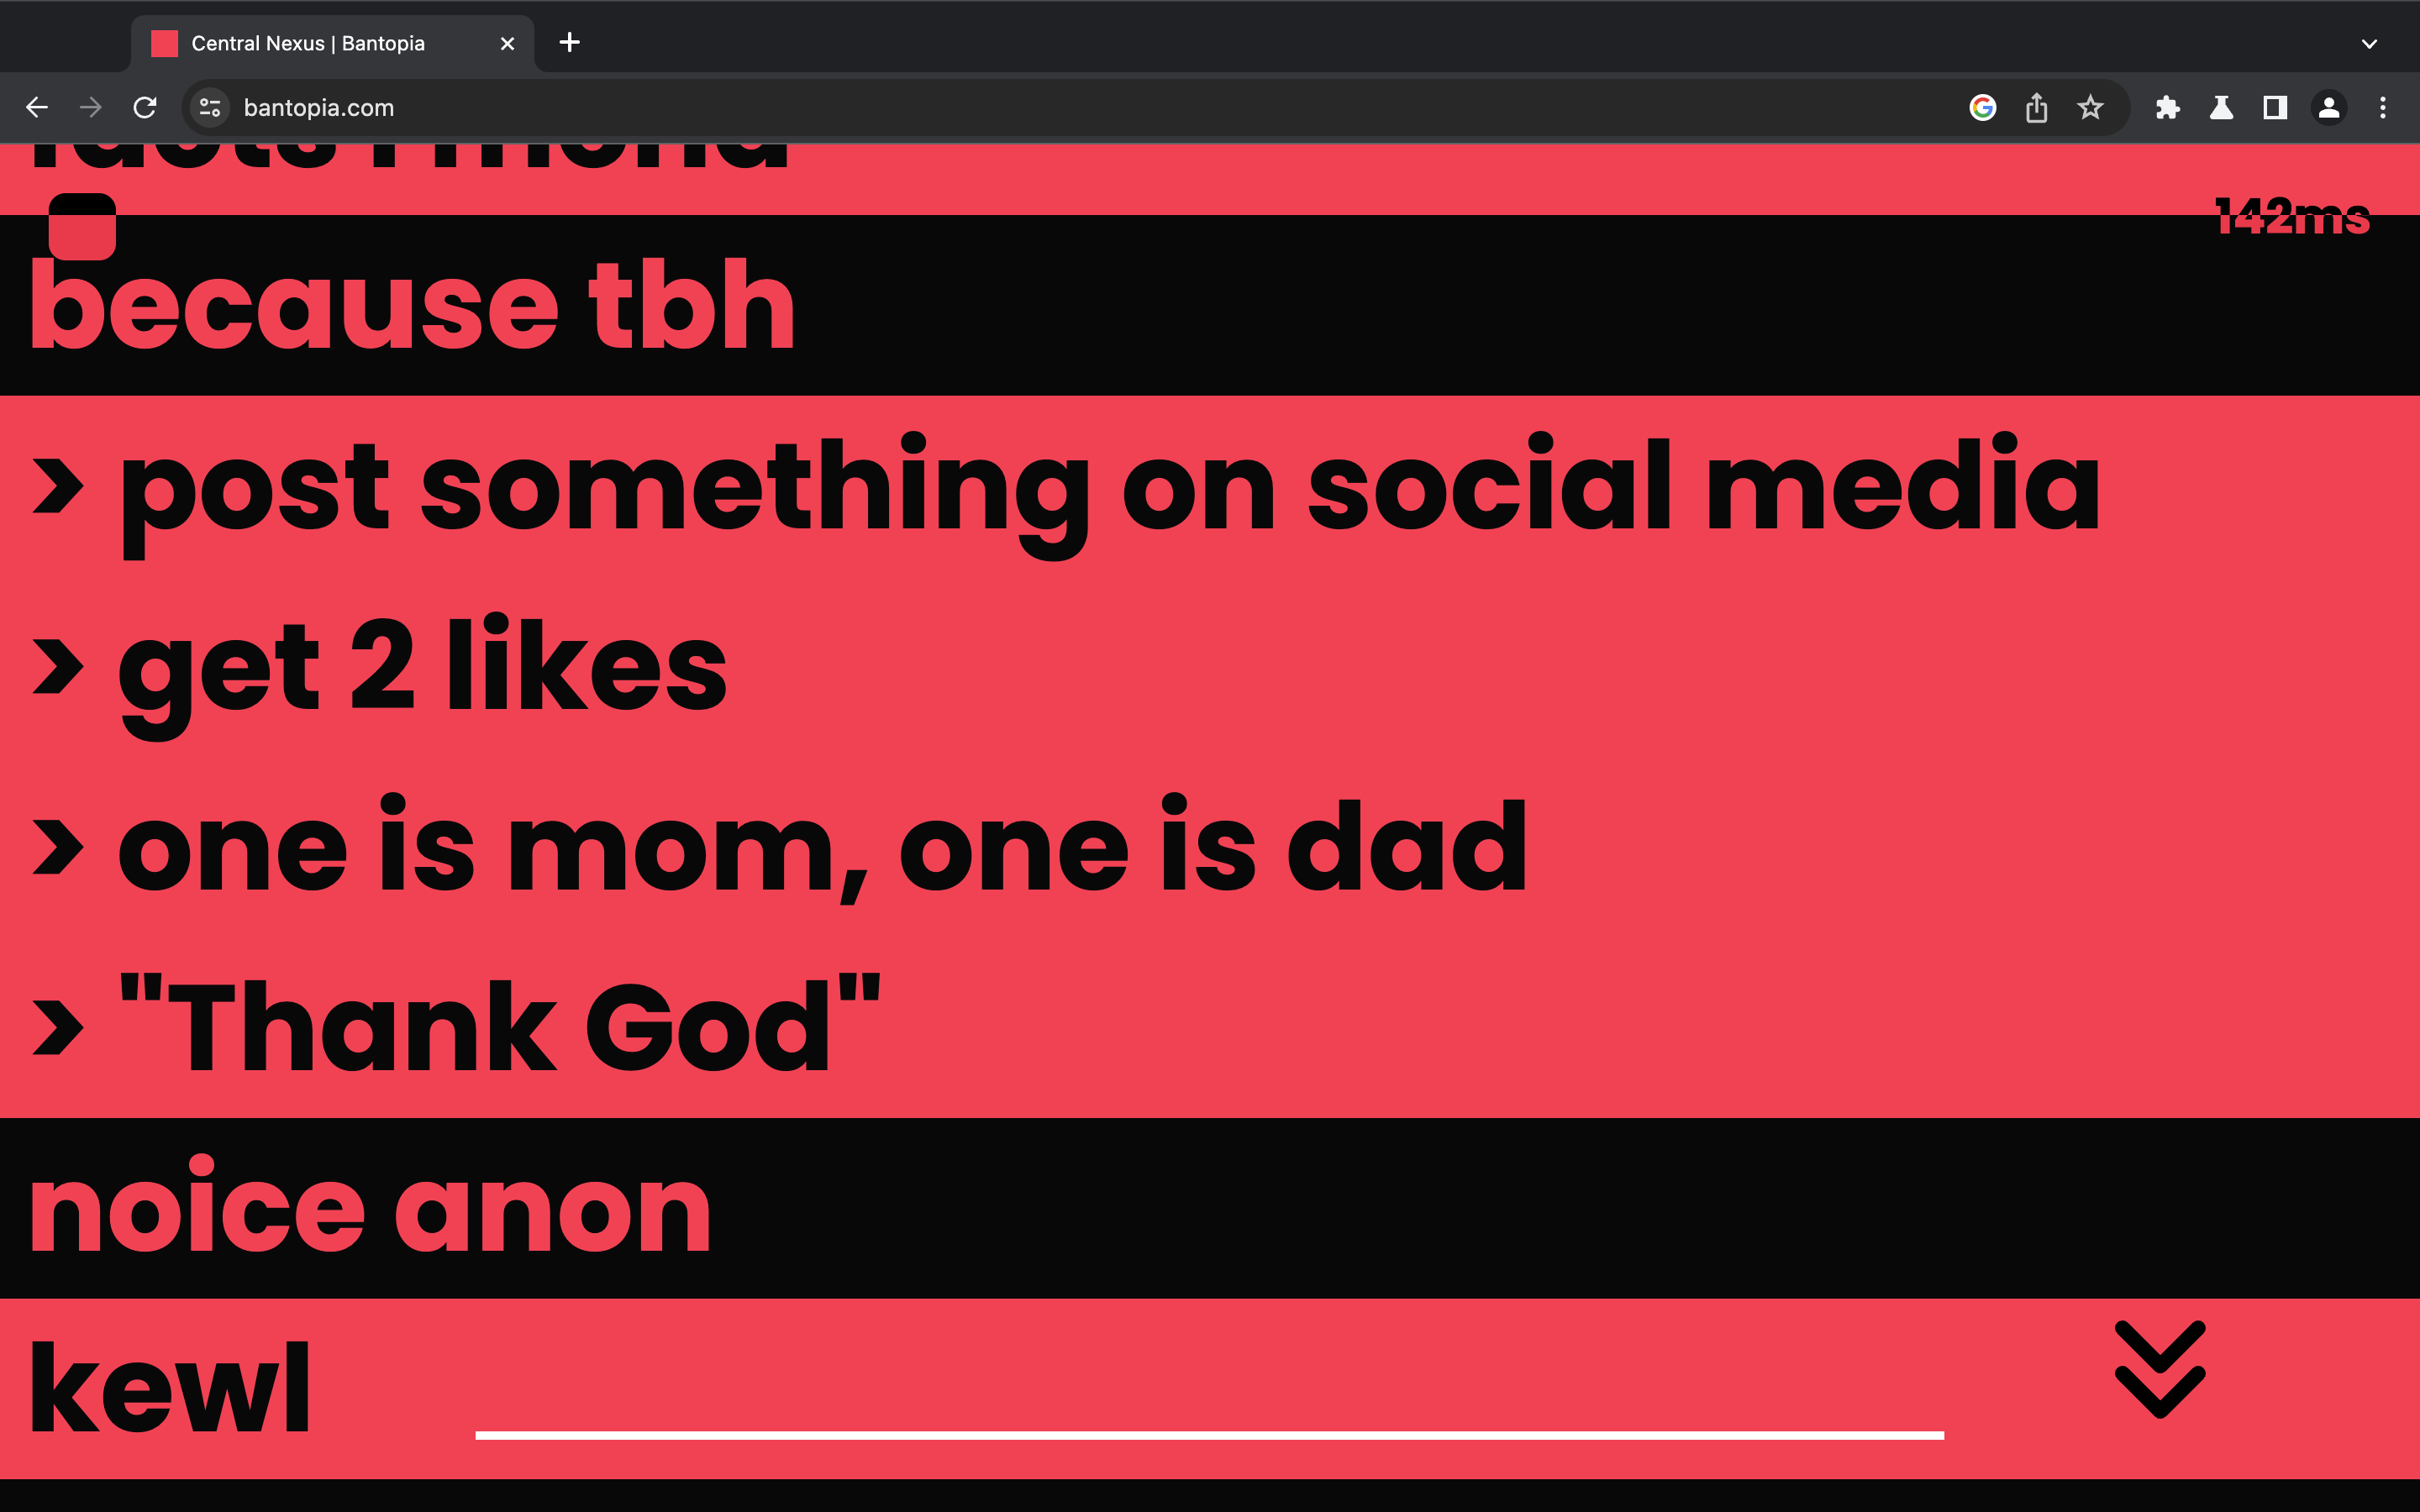 Central Nexus | Bantopia
bantopia.com
142ms
because tbh
> post something on social media
> get 2 likes
> one is mom, one is dad
> "Thank God"
noice anon
kewl